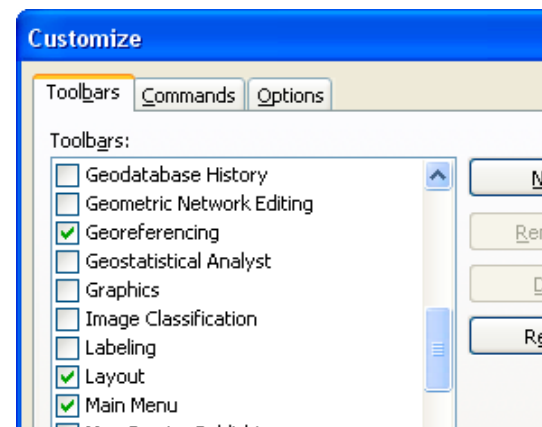 Customize
Toolbars Commands Options
Toolbars:
Geodatabase History
Geometric Network Editing
Georeferencing
Geostatistical Analyst
Graphics
Image Classification
Labeling
Layout
Main Menu